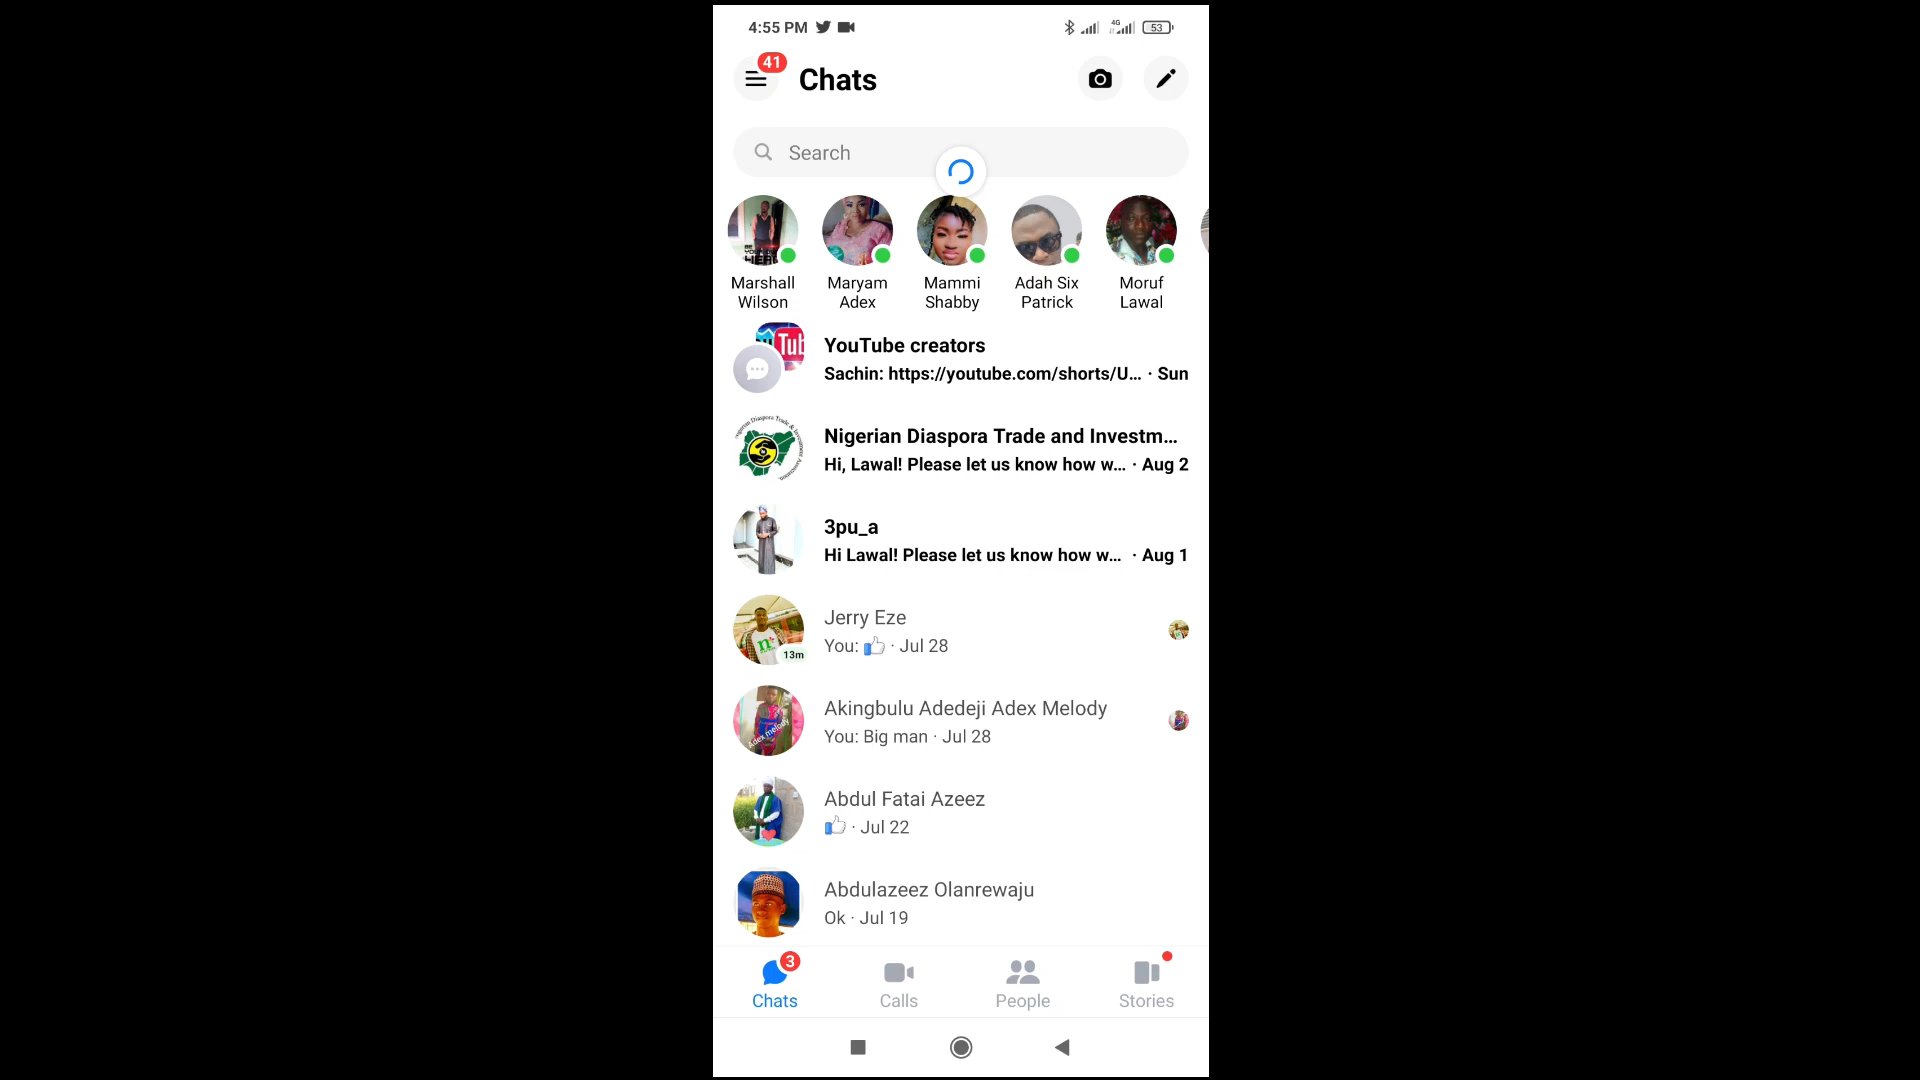 4:55 PM
4G
53
41
Chats
Search
Marshall Wilson
Maryam Adex
Mammi Shabby
Adah Six Patrick
Moruf Lawal
YouTube creators
Sachin: https://youtube.com/shorts/U... · Sun
Nigerian Diaspora Trade and Investm...
Hi, Lawal! Please let us know how w... · Aug 2
3pu_a
Hi Lawal! Please let us know how w... · Aug 1
Jerry Eze
You: 👍 · Jul 28
13m
Akingbulu Adedeji Adex Melody
You: Big man · Jul 28
Adex melody
Abdul Fatai Azeez
👍 · Jul 22
Abdulazeez Olanrewaju
Ok · Jul 19
3
Chats
Calls
People
Stories